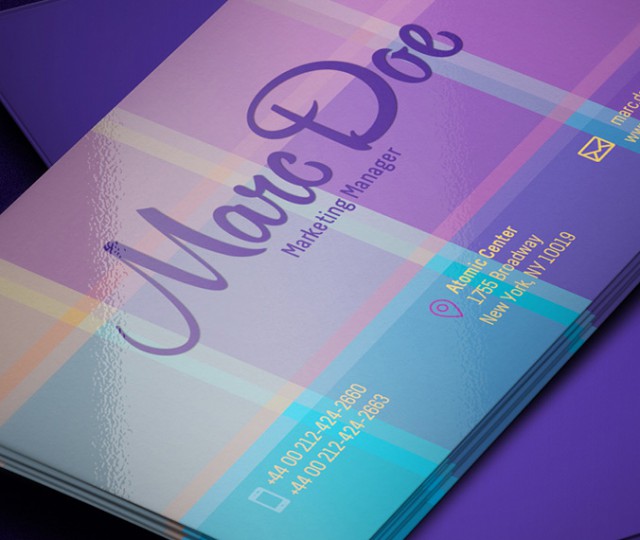 Marc Doe
Marketing Manager
+44 00 212-424-2660
+44 00 212-424-2663
Atomic Center
1755 Broadway
New York, NY 10019